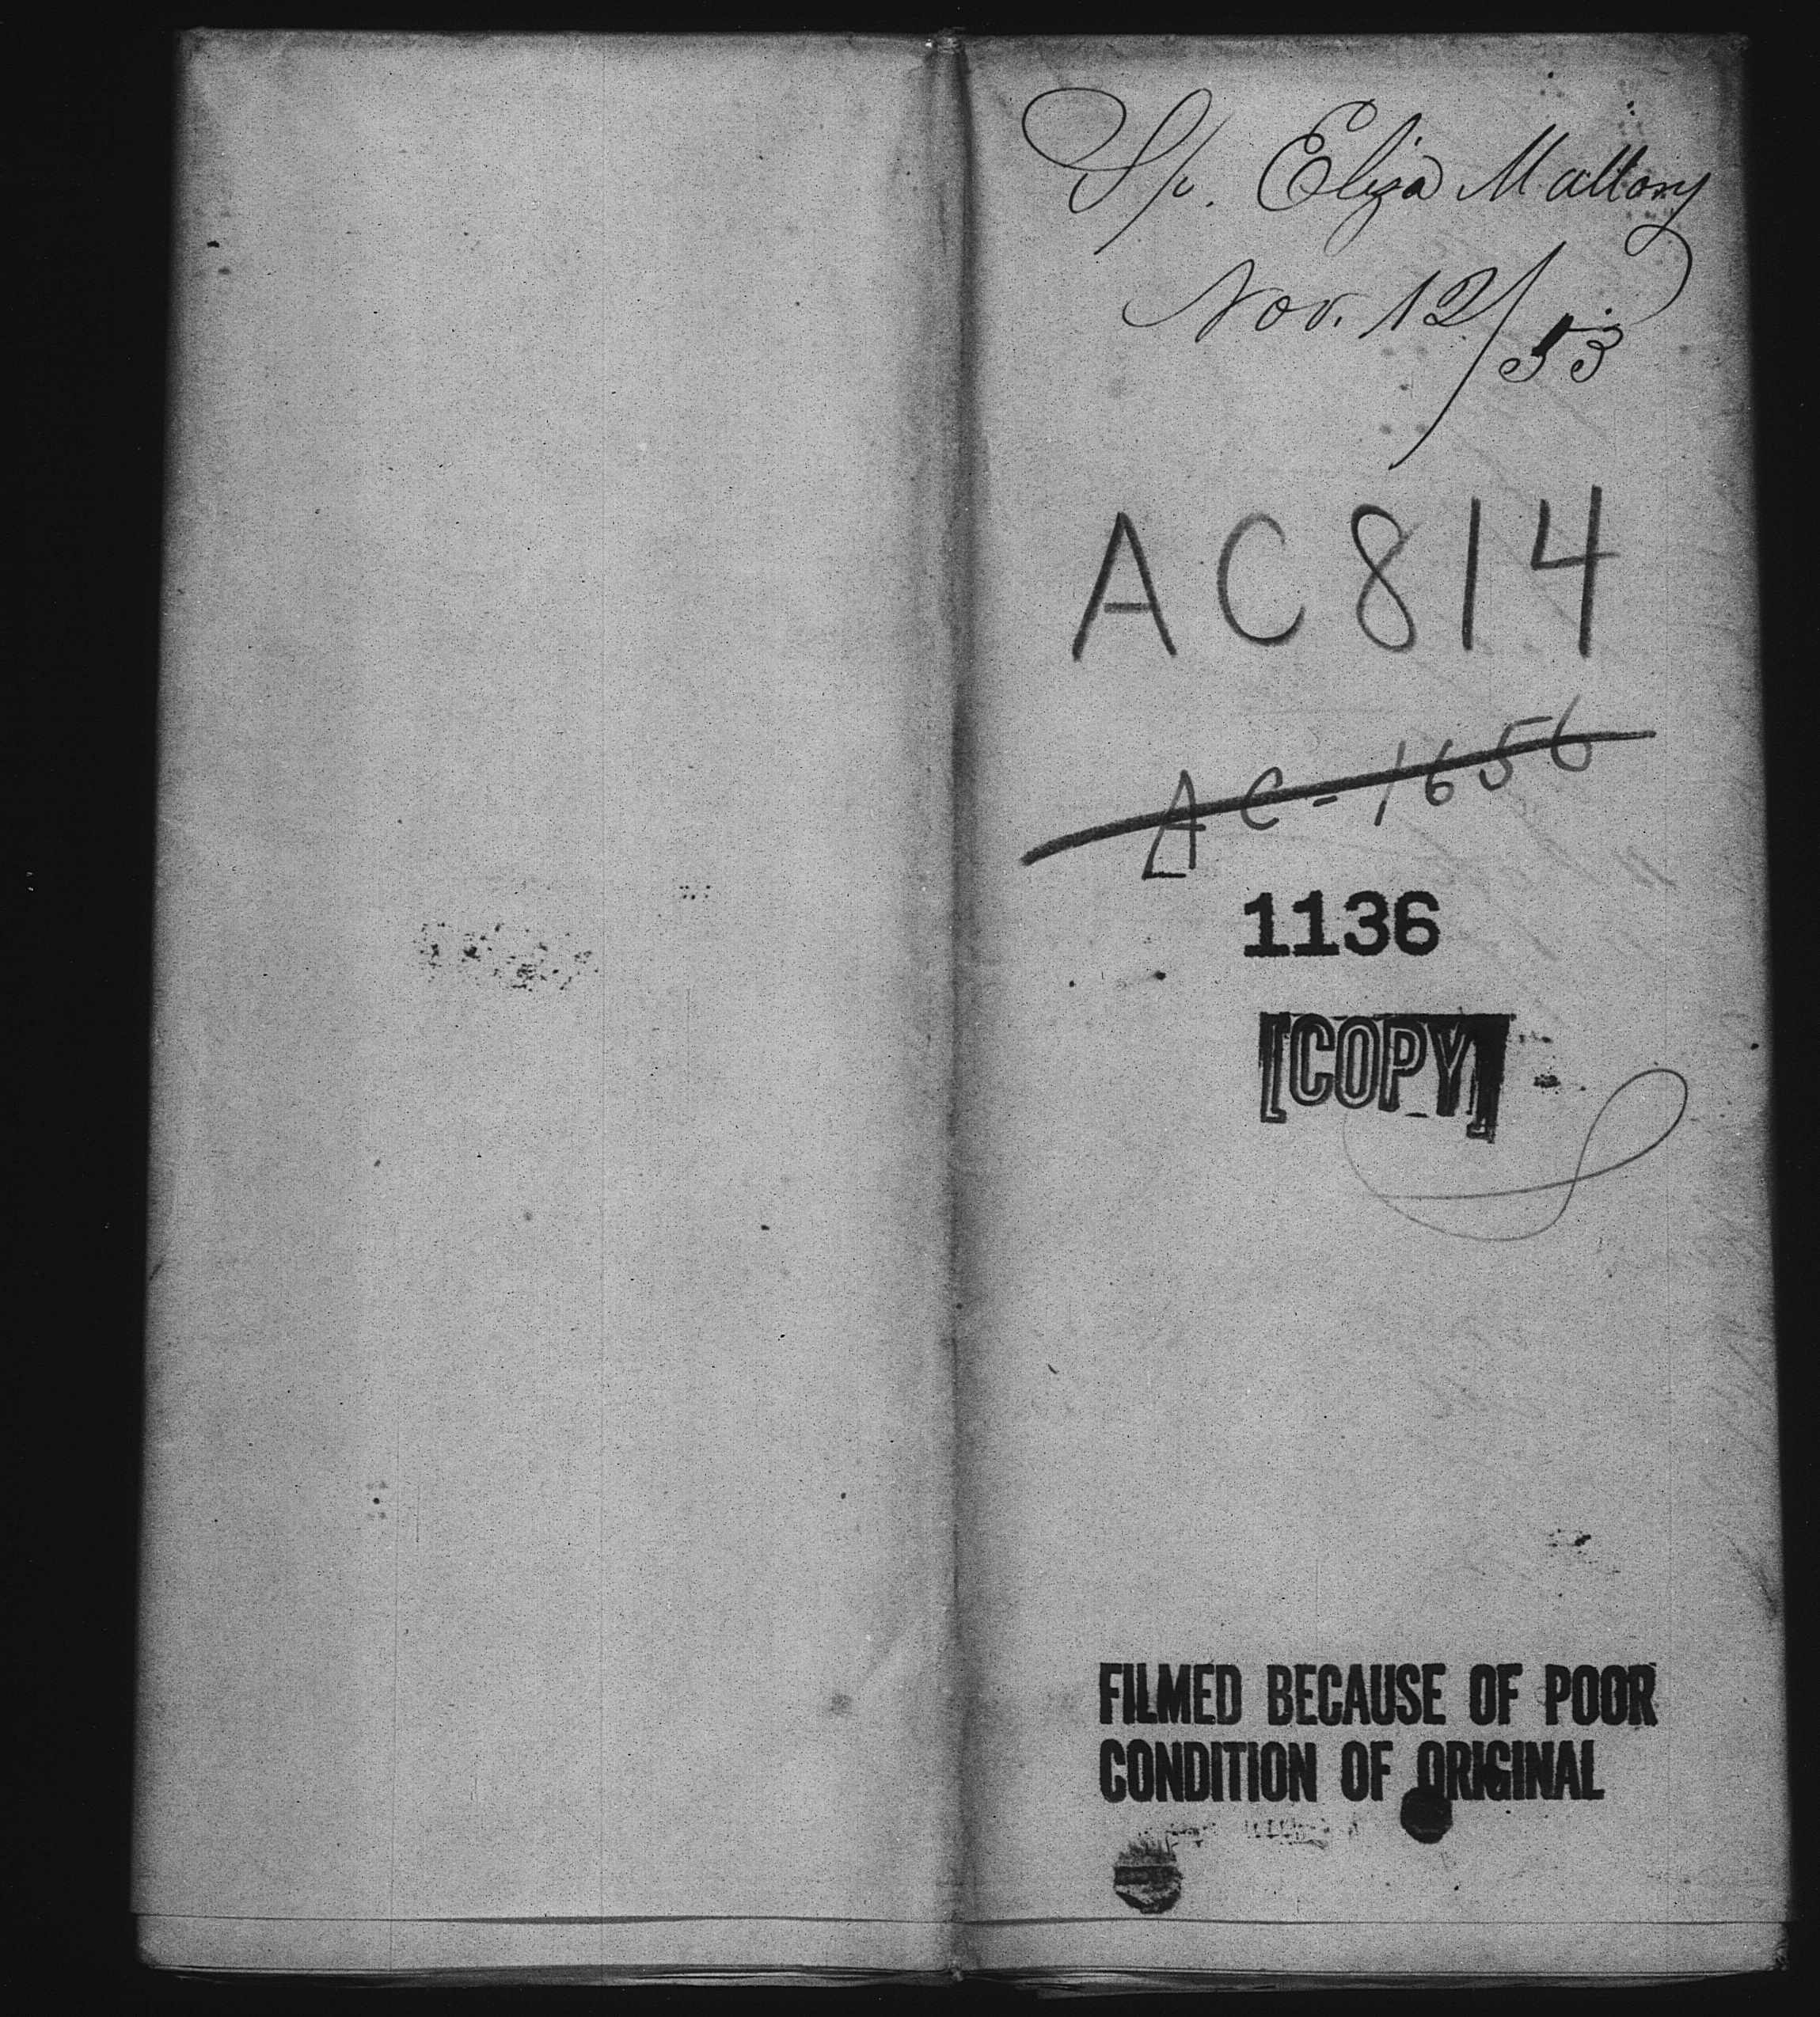 Sp. Eliza Mallory
Nov. 12/53
AC814
AC-1656
1136
[COPY]
FILMED BECAUSE OF POOR
CONDITION OF ORIGINAL